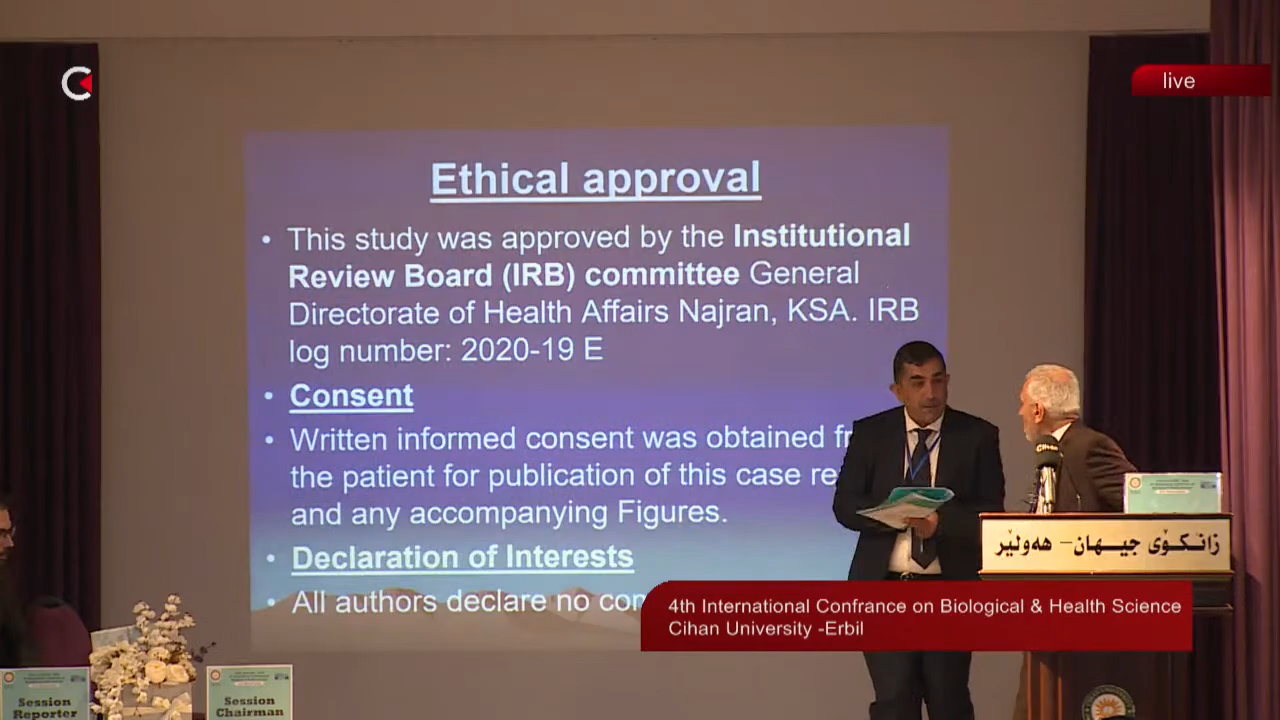 live
Ethical approval
• This study was approved by the Institutional
Review Board (IRB) committee General
Directorate of Health Affairs Najran, KSA. IRB
log number: 2020-19 E
• Consent
• Written informed consent was obtained fr
the patient for publication of this case re
and any accompanying Figures.
• Declaration of Interests
• All authors declare no con
Cihan
زانکۆی جیهان - هەولێر
4th International Confrance on Biological & Health Science
Cihan University -Erbil
Session
Reporter
Session
Chairman